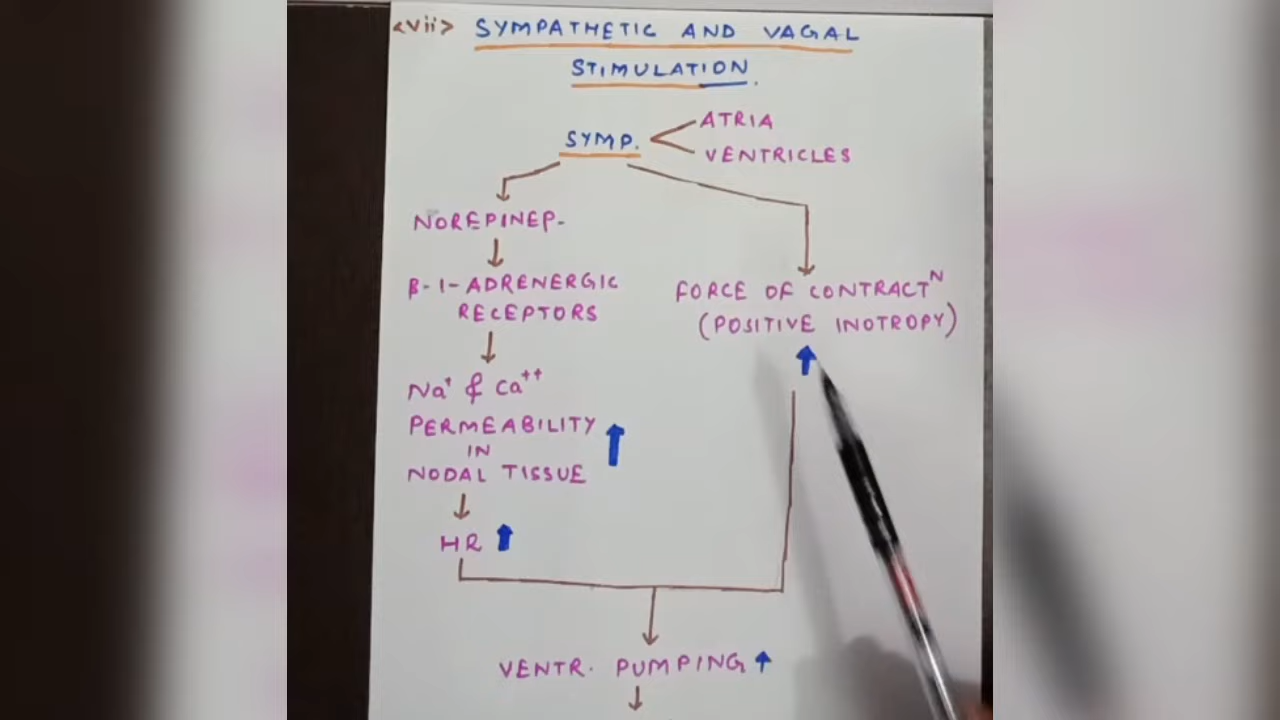 <vii> SYMPATHETIC AND VAGAL
STIMULATION.
SYMP.
ATRIA
VENTRICLES
NOREPINEP.
β-1-ADRENERGIC
RECEPTORS
Na⁺ & Ca⁺⁺
PERMEABILITY
IN
NODAL TISSUE
HR
FORCE OF CONTRACTᴺ
(POSITIVE INOTROPY)
VENTR. PUMPING